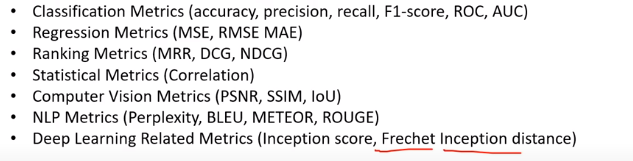 • Classification Metrics (accuracy, precision, recall, F1-score, ROC, AUC)
• Regression Metrics (MSE, RMSE MAE)
• Ranking Metrics (MRR, DCG, NDCG)
• Statistical Metrics (Correlation)
• Computer Vision Metrics (PSNR, SSIM, IoU)
• NLP Metrics (Perplexity, BLEU, METEOR, ROUGE)
• Deep Learning Related Metrics (Inception score, Frechet Inception distance)